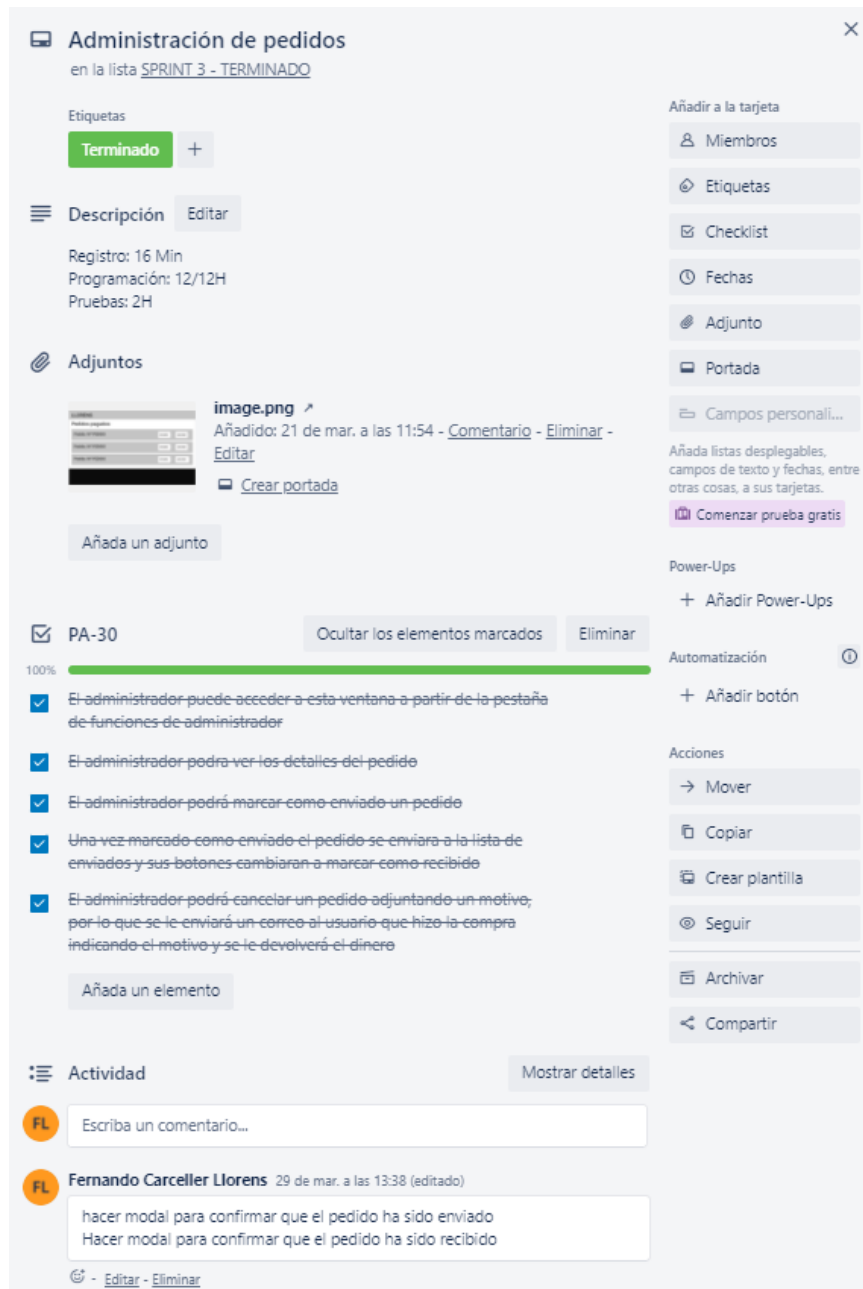 Administración de pedidos
en la lista SPRINT 3 - TERMINADO
Etiquetas
Terminado +
Descripción Editar
Registro: 16 Min
Programación: 12/12H
Pruebas: 2H
Adjuntos
LLORENS
Pedidos pagados
image.png ↗
Añadido: 21 de mar. a las 11:54 - Comentario - Eliminar -
Editar
Crear portada
Añada un adjunto
PA-30 Ocultar los elementos marcados Eliminar
100%
El administrador puede acceder a esta ventana a partir de la pestaña
de funciones de administrador
El administrador podra ver los detalles del pedido
El administrador podrá marcar como enviado un pedido
Una vez marcado como enviado el pedido se enviara a la lista de
enviados y sus botones cambiaran a marcar como recibido
El administrador podrá cancelar un pedido adjuntando un motivo,
por lo que se le enviará un correo al usuario que hizo la compra
indicando el motivo y se le devolverá el dinero
Añada un elemento
Actividad Mostrar detalles
FL Escriba un comentario...
FL Fernando Carceller Llorens 29 de mar. a las 13:38 (editado)
hacer modal para confirmar que el pedido ha sido enviado
Hacer modal para confirmar que el pedido ha sido recibido
- Editar - Eliminar
Añadir a la tarjeta
Miembros
Etiquetas
Checklist
Fechas
Adjunto
Portada
Campos personali...
Añada listas desplegables,
campos de texto y fechas, entre
otras cosas, a sus tarjetas.
Comenzar prueba gratis
Power-Ups
+ Añadir Power-Ups
Automatización
+ Añadir botón
Acciones
→ Mover
Copiar
Crear plantilla
Seguir
Archivar
Compartir